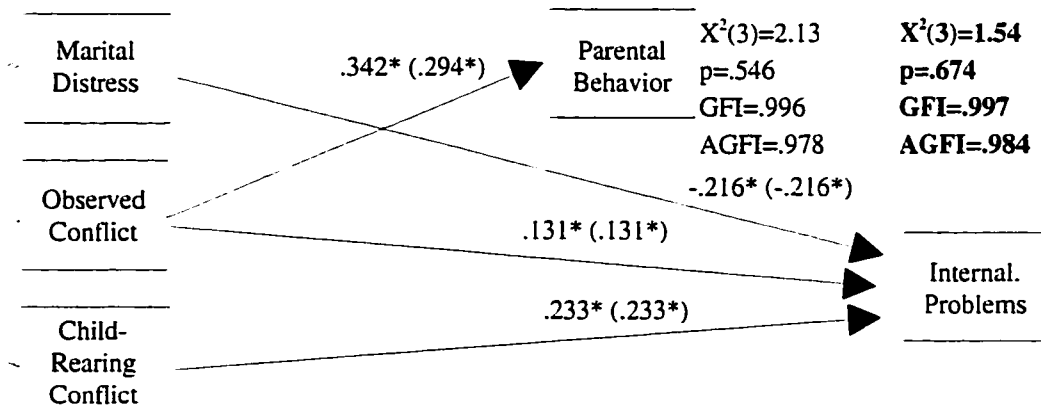 Marital
Distress
.342* (.294*)
Parental
Behavior
X²(3)=2.13
p=.546
GFI=.996
AGFI=.978
X²(3)=1.54
p=.674
GFI=.997
AGFI=.984
-.216* (-.216*)
Observed
Conflict
.131* (.131*)
Internal.
Problems
.233* (.233*)
Child-
Rearing
Conflict